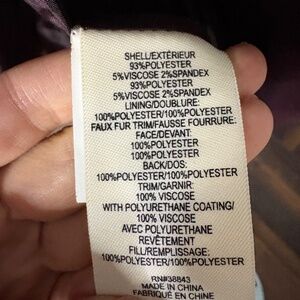 SHELL/EXTÉRIEUR
93%POLYESTER
5%VISCOSE 2%SPANDEX
93%POLYESTER
5%VISCOSE 2%SPANDEX
LINING/DOUBLURE:
100%POLYESTER/100%POLYESTER
FAUX FUR TRIM/FAUSSE FOURRURE:
FACE/DEVANT:
100%POLYESTER
100%POLYESTER
BACK/DOS:
100%POLYESTER/100%POLYESTER
TRIM/GARNIR:
100% VISCOSE
WITH POLYURETHANE COATING/
100% VISCOSE
AVEC POLYURETHANE
REVÊTEMENT
FILL/REMPLISSAGE:
100%POLYESTER/100%POLYESTER
RN#38843
MADE IN CHINA
FABRIQUÉ EN CHINE